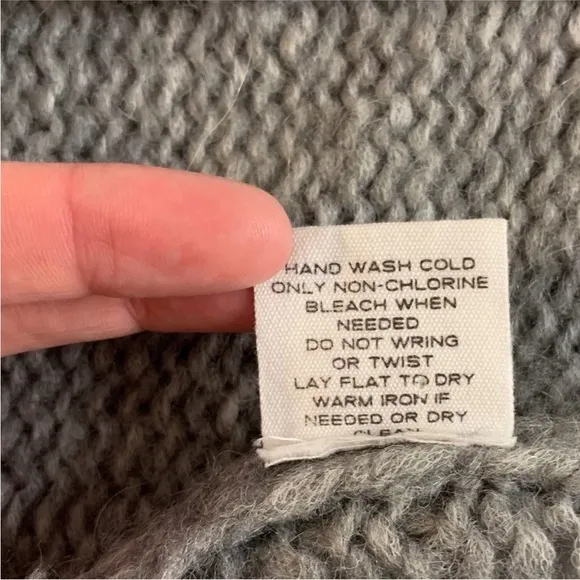 HAND WASH COLD
ONLY NON-CHLORINE
BLEACH WHEN
NEEDED
DO NOT WRING
OR TWIST
LAY FLAT TO DRY
WARM IRON IF
NEEDED OR DRY
CLEAN